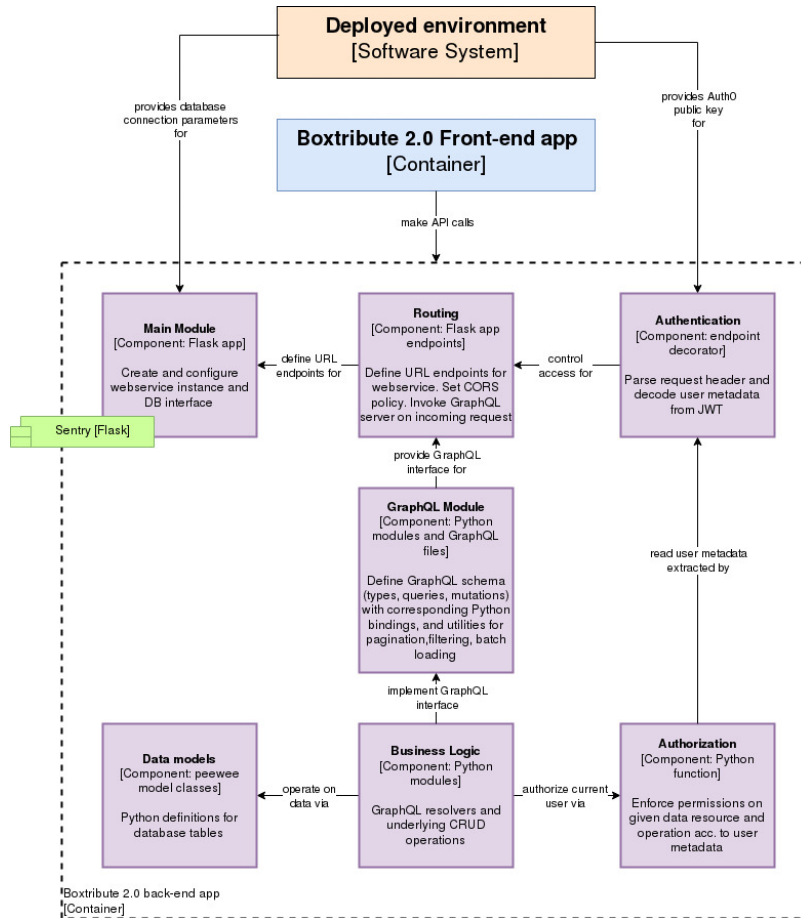 Deployed environment
[Software System]
provides database
connection parameters
for
provides Auth0
public key
for
Boxtribute 2.0 Front-end app
[Container]
make API calls
Main Module
[Component: Flask app]
Create and configure
webservice instance and
DB interface
define URL
endpoints for
Routing
[Component: Flask app
endpoints]
Define URL endpoints for
webservice. Set CORS
policy. Invoke GraphQL
server on incoming request
control
access for
Authentication
[Component: endpoint
decorator]
Parse request header and
decode user metadata
from JWT
Sentry [Flask]
provide GraphQL
interface for
GraphQL Module
[Component: Python
modules and GraphQL
files]
Define GraphQL schema
(types, queries, mutations)
with corresponding Python
bindings, and utilities for
pagination,filtering, batch
loading
read user metadata
extracted by
implement GraphQL
interface
Data models
[Component: peewee
model classes]
Python definitions for
database tables
operate on
data via
Business Logic
[Component: Python
modules]
GraphQL resolvers and
underlying CRUD
operations
authorize current
user via
Authorization
[Component: Python
function]
Enforce permissions on
given data resource and
operation acc. to user
metadata
Boxtribute 2.0 back-end app
[Container]